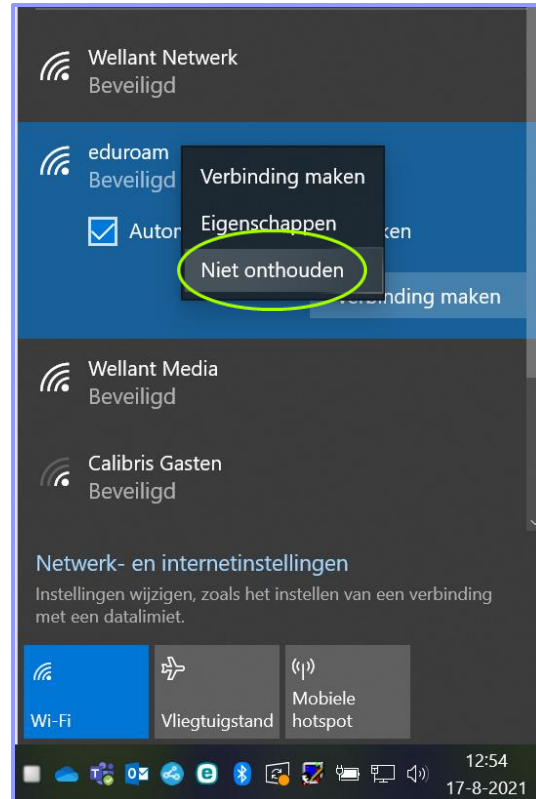 Wellant Netwerk
Beveiligd
eduroam
Beveiligd
Verbinding maken
Eigenschappen
Niet onthouden
Verbinding maken
Wellant Media
Beveiligd
Calibris Gasten
Beveiligd
Netwerk- en internetinstellingen
Instellingen wijzigen, zoals het instellen van een verbinding
met een datalimiet.
Wi-Fi
Vliegtuigstand
Mobiele
hotspot
12:54
17-8-2021